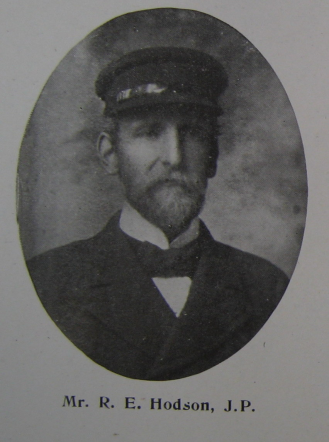 Mr. R. E. Hodson, J.P.